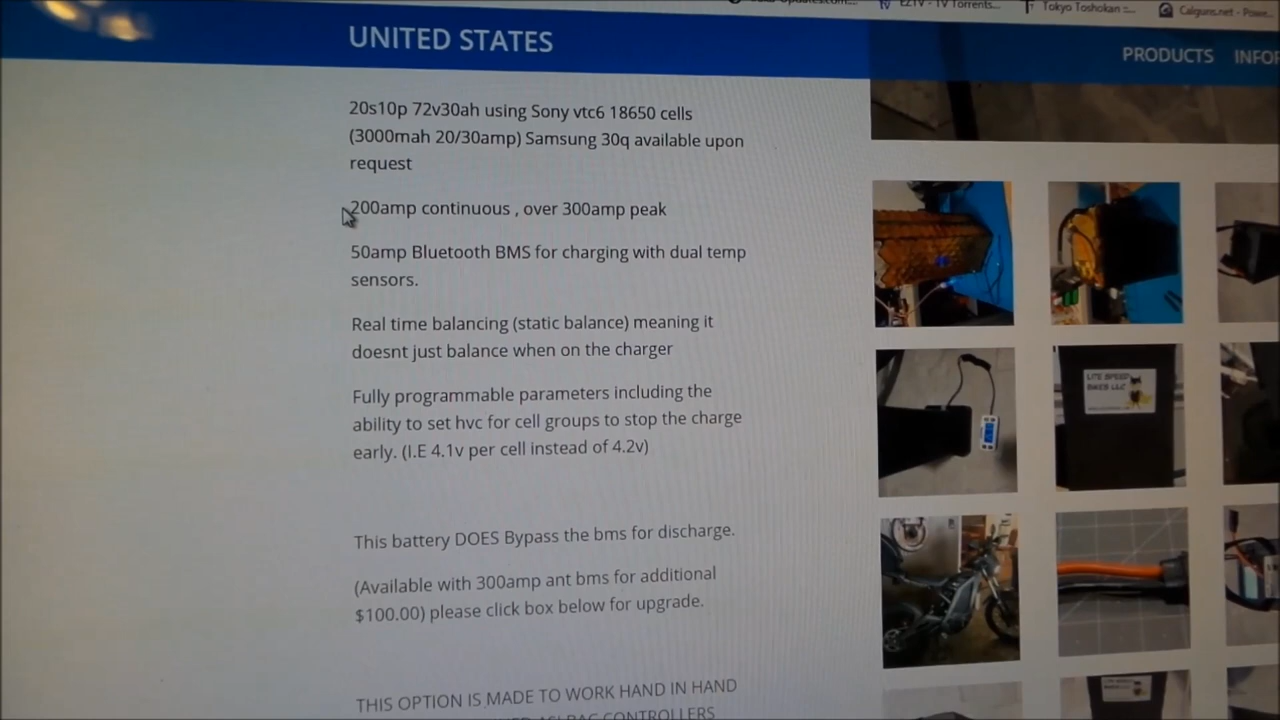 EZTV - TV Torrents...
Tokyo Toshokan ::...
Calguns.net - Powe...
UNITED STATES
PRODUCTS
INFOR
20s10p 72v30ah using Sony vtc6 18650 cells
(3000mah 20/30amp) Samsung 30q available upon
request
200amp continuous , over 300amp peak
50amp Bluetooth BMS for charging with dual temp
sensors.
Real time balancing (static balance) meaning it
doesnt just balance when on the charger
Fully programmable parameters including the
ability to set hvc for cell groups to stop the charge
early. (I.E 4.1v per cell instead of 4.2v)
This battery DOES Bypass the bms for discharge.
(Available with 300amp ant bms for additional
$100.00) please click box below for upgrade.
THIS OPTION IS MADE TO WORK HAND IN HAND
CONTROLLERS
LITE SPEED
BIKES LLC